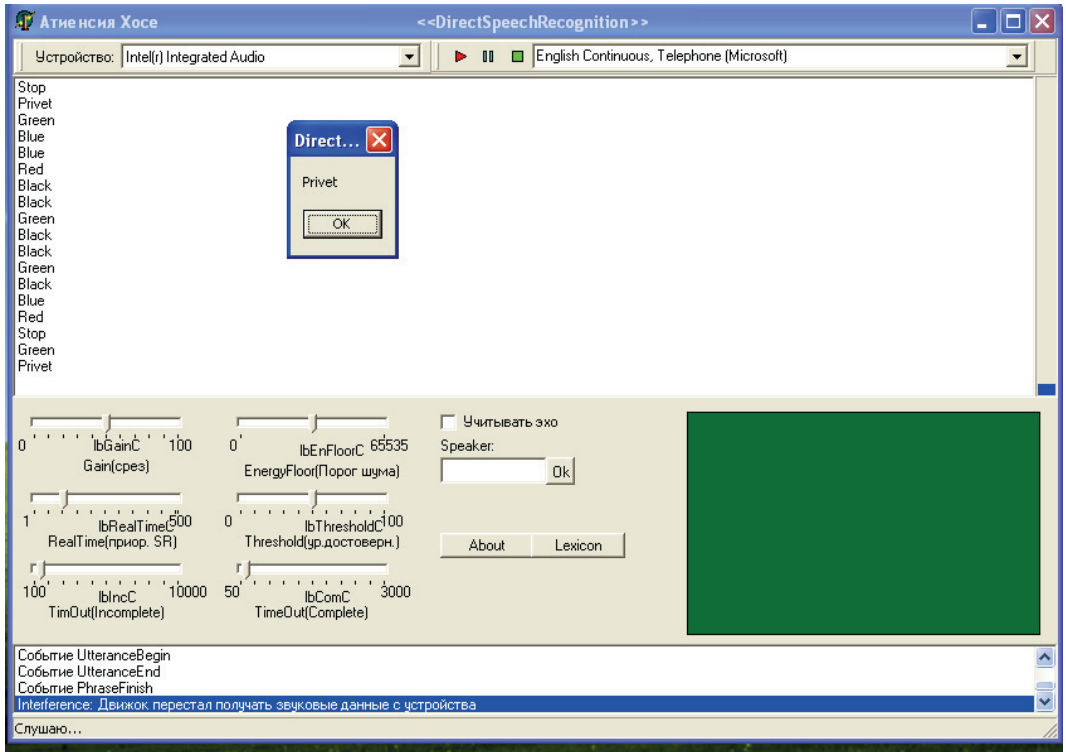 Атиенсия Хосе <<DirectSpeechRecognition>>
Устройство: Intel(r) Integrated Audio English Continuous, Telephone (Microsoft)
Stop
Privet
Green
Blue
Blue
Red
Black
Black
Green
Black
Black
Green
Black
Blue
Red
Stop
Green
Privet
Direct...
Privet
OK
0 lbGainC 100
Gain(срез)
0 lbEnFloorC 65535
EnergyFloor(Порог шума)
Учитывать эхо
Speaker:
Ok
1 lbRealTimeC 500
RealTime(приор. SR)
0 lbThresholdC 100
Threshold(ур.достоверн.)
About Lexicon
100 lbIncC 10000
TimOut(Incomplete)
50 lbComC 3000
TimeOut(Complete)
Событие UtteranceBegin
Событие UtteranceEnd
Событие PhraseFinish
Interference: Движок перестал получать звуковые данные с устройства
Слушаю...